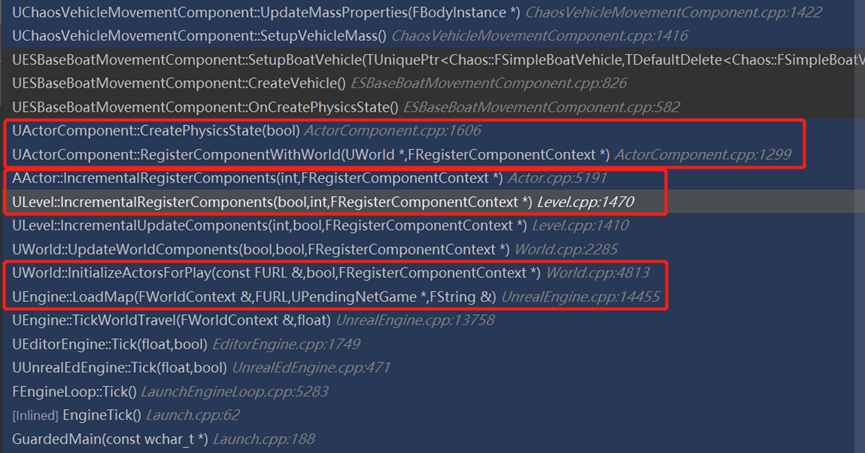 UChaosVehicleMovementComponent::UpdateMassProperties(FBodyInstance *) ChaosVehicleMovementComponent.cpp:1422
UChaosVehicleMovementComponent::SetupVehicleMass() ChaosVehicleMovementComponent.cpp:1416
UESBaseBoatMovementComponent::SetupBoatVehicle(TUniquePtr<Chaos::FSimpleBoatVehicle,TDefaultDelete<Chaos::FSimpleBoatV
UESBaseBoatMovementComponent::CreateVehicle() ESBaseBoatMovementComponent.cpp:826
UESBaseBoatMovementComponent::OnCreatePhysicsState() ESBaseBoatMovementComponent.cpp:582
UActorComponent::CreatePhysicsState(bool) ActorComponent.cpp:1606
UActorComponent::RegisterComponentWithWorld(UWorld *,FRegisterComponentContext *) ActorComponent.cpp:1299
AActor::IncrementalRegisterComponents(int,FRegisterComponentContext *) Actor.cpp:5191
ULevel::IncrementalRegisterComponents(bool,int,FRegisterComponentContext *) Level.cpp:1470
ULevel::IncrementalUpdateComponents(int,bool,FRegisterComponentContext *) Level.cpp:1410
UWorld::UpdateWorldComponents(bool,bool,FRegisterComponentContext *) World.cpp:2285
UWorld::InitializeActorsForPlay(const FURL &,bool,FRegisterComponentContext *) World.cpp:4813
UEngine::LoadMap(FWorldContext &,FURL,UPendingNetGame *,FString &) UnrealEngine.cpp:14455
UEngine::TickWorldTravel(FWorldContext &,float) UnrealEngine.cpp:13758
UEditorEngine::Tick(float,bool) EditorEngine.cpp:1749
UUnrealEdEngine::Tick(float,bool) UnrealEdEngine.cpp:471
FEngineLoop::Tick() LaunchEngineLoop.cpp:5283
[Inlined] EngineTick() Launch.cpp:62
GuardedMain(const wchar_t *) Launch.cpp:188